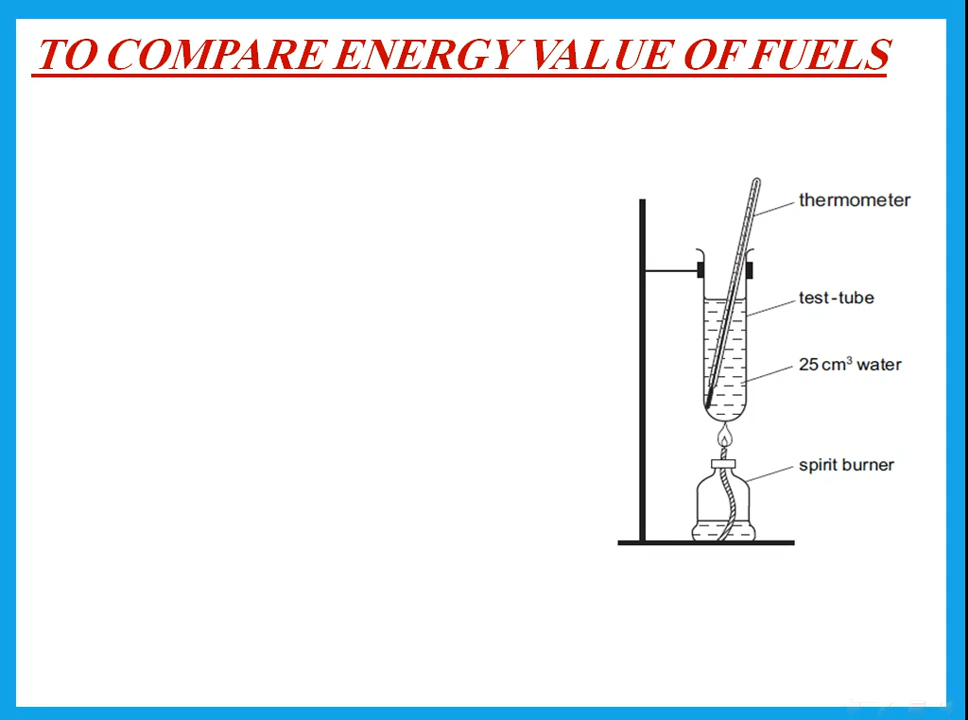 TO COMPARE ENERGY VALUE OF FUELS
thermometer
test-tube
25 cm³ water
spirit burner